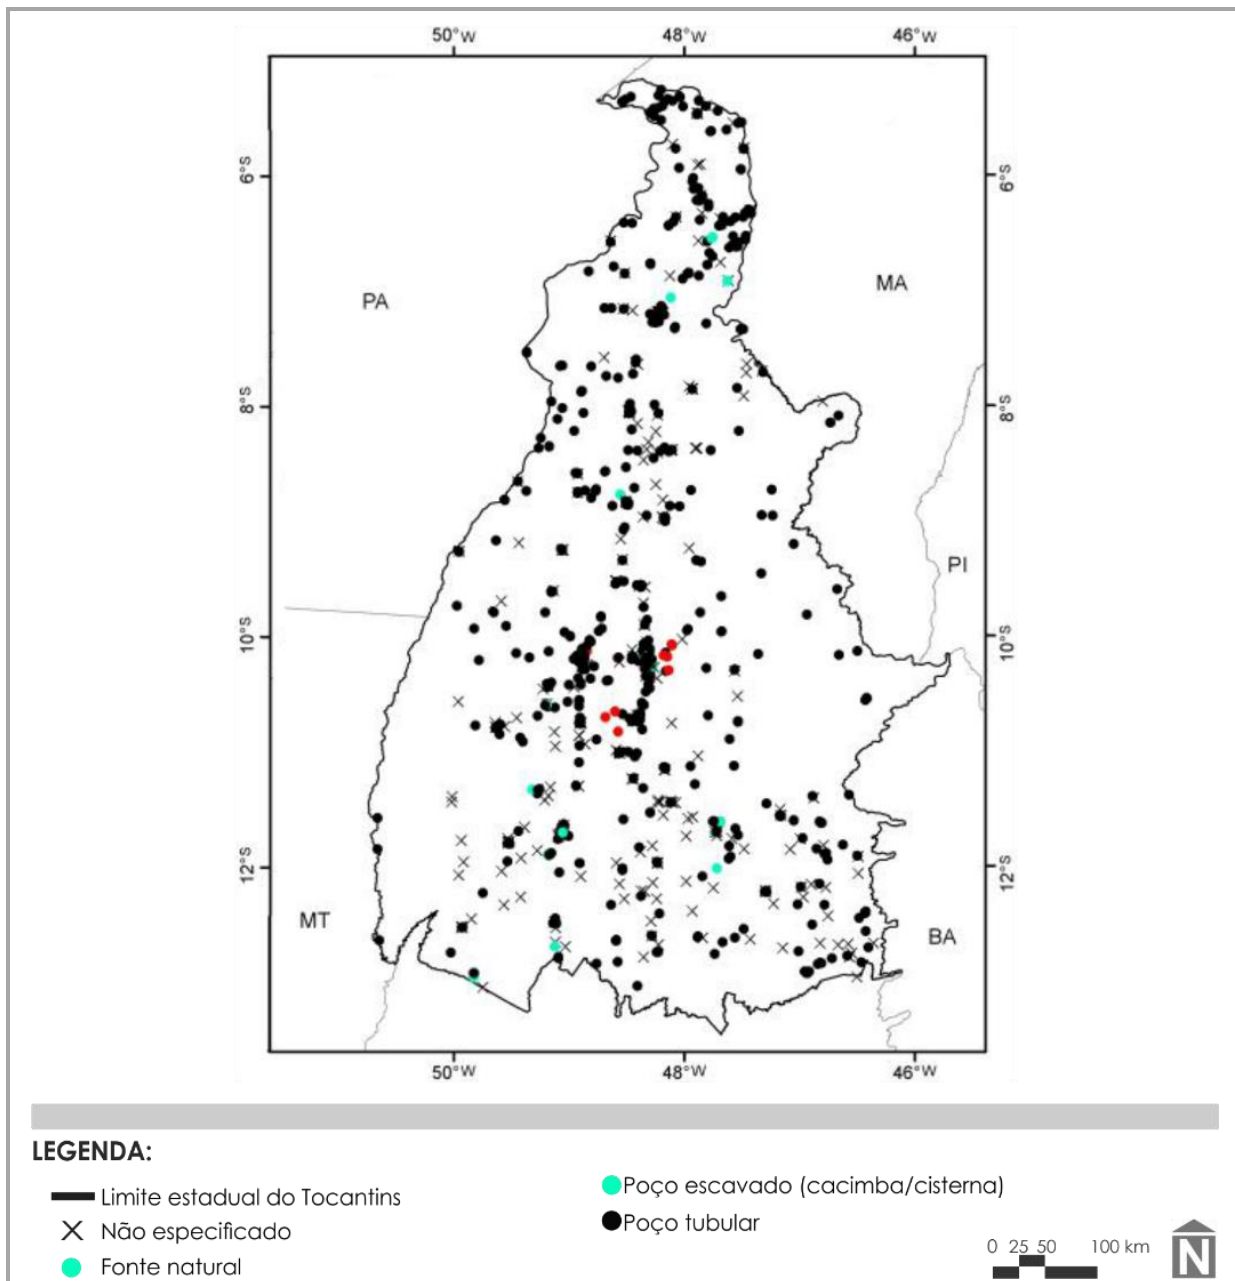 50°W 48°W 46°W
6°S 6°S
PA MA
8°S 8°S
PI
10°S 10°S
12°S 12°S
MT BA
50°W 48°W 46°W
LEGENDA:
Limite estadual do Tocantins
Não especificado
Fonte natural
Poço escavado (cacimba/cisterna)
Poço tubular
0 25 50 100 km
N